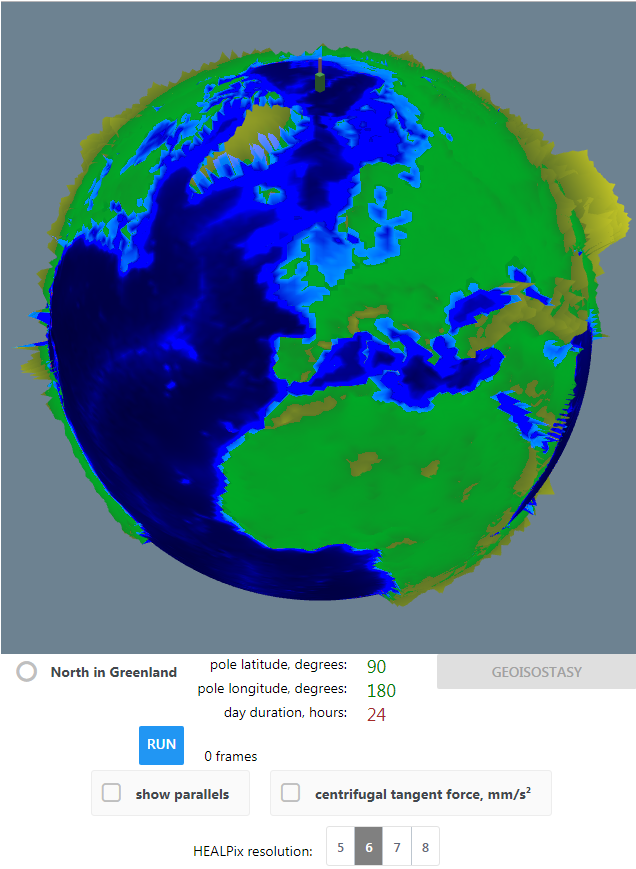 North in Greenland
pole latitude, degrees: 90
GEOISOSTASY
pole longitude, degrees: 180
day duration, hours: 24
RUN
0 frames
show parallels
centrifugal tangent force, mm/s²
HEALPix resolution: 5 6 7 8